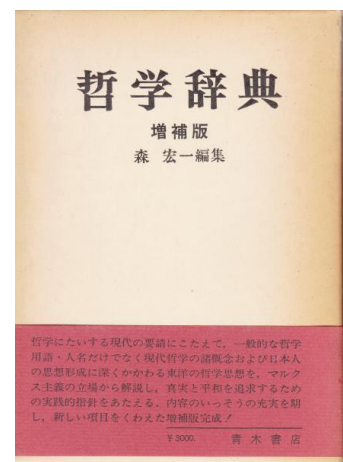 哲学辞典
増補版
森 宏一編集
哲学にたいする現代の要請にこたえて，一般的な哲学
用語・人名だけでなく現代哲学の諸概念および日本人
の思想形成に深くかかわる東洋の哲学思想を，マルク
ス主義の立場から解説し，真実と平和を追求するため
の実践的指針をあたえる．内容のいっそうの充実を期
し，新しい項目をくわえた増補版完成！
¥3000. 青木書店